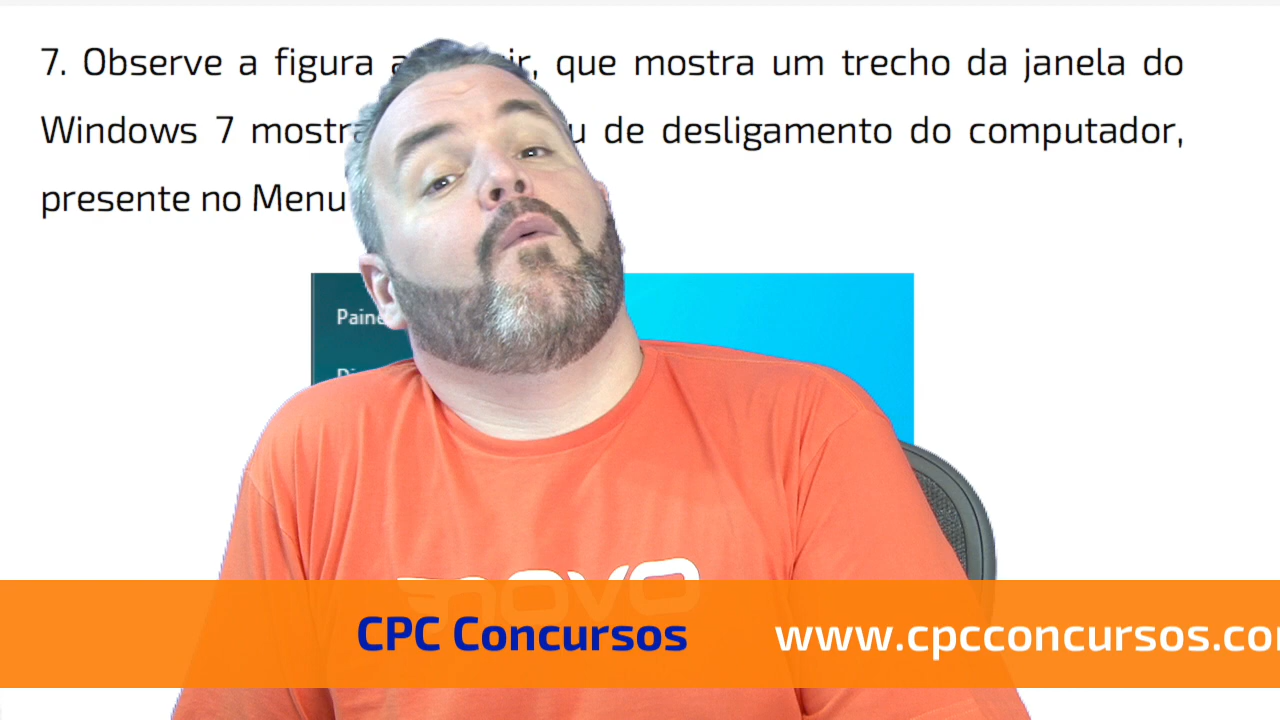 7. Observe a figura a ir, que mostra um trecho da janela do
Windows 7 mostra u de desligamento do computador,
presente no Menu
Paine
novo
CPC Concursos www.cpcconcursos.co